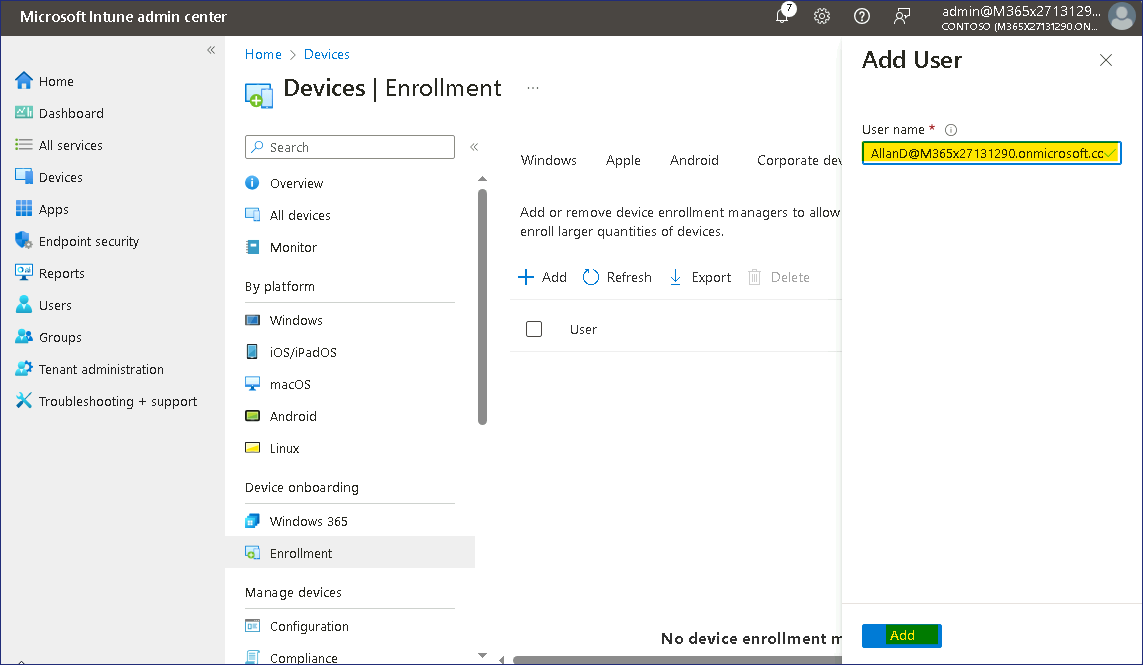 Microsoft Intune admin center
7
admin@M365x2713129...
CONTOSO (M365X27131290.ON...
Home
Dashboard
All services
Devices
Apps
Endpoint security
Reports
Users
Groups
Tenant administration
Troubleshooting + support
Home > Devices
Devices | Enrollment ...
Search
Overview
All devices
Monitor
By platform
Windows
iOS/iPadOS
macOS
Android
Linux
Device onboarding
Windows 365
Enrollment
Manage devices
Configuration
Compliance
Windows Apple Android Corporate dev
Add or remove device enrollment managers to allow
enroll larger quantities of devices.
Add Refresh Export Delete
User
No device enrollment m
Add User
User name *
AllanD@M365x27131290.onmicrosoft.cc
Add